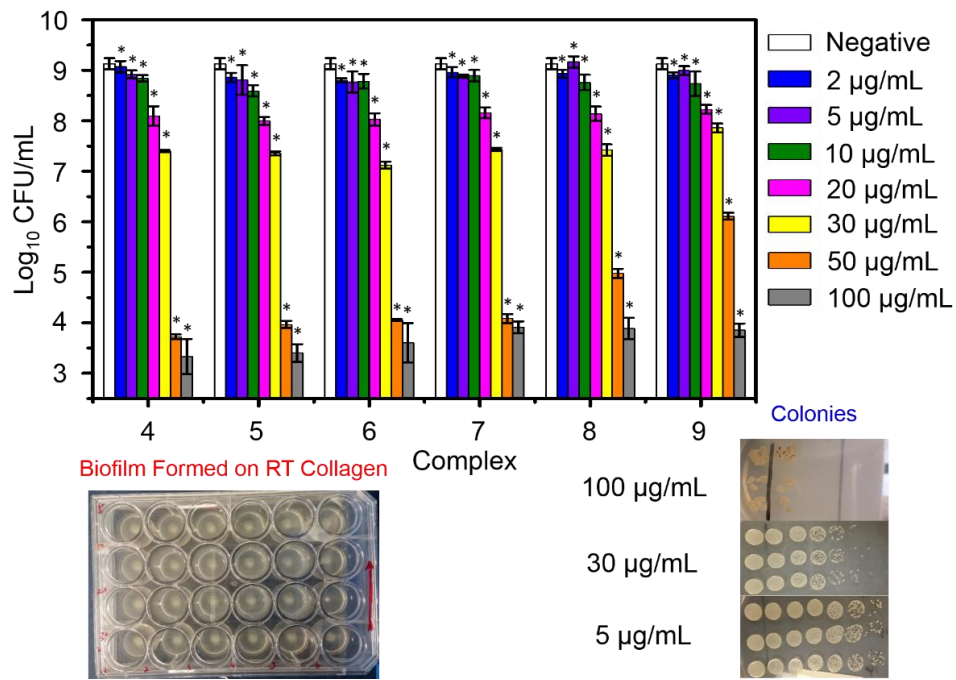 10
9
8
7
6
5
4
3
Log₁₀ CFU/mL
* * * * * * *
* * * * * * *
* * * * * * *
* * * * * * *
* * * * * * *
* * * * * * *
4 5 6 7 8 9
Complex
Negative
2 µg/mL
5 µg/mL
10 µg/mL
20 µg/mL
30 µg/mL
50 µg/mL
100 µg/mL
Biofilm Formed on RT Collagen
Colonies
100 µg/mL
30 µg/mL
5 µg/mL